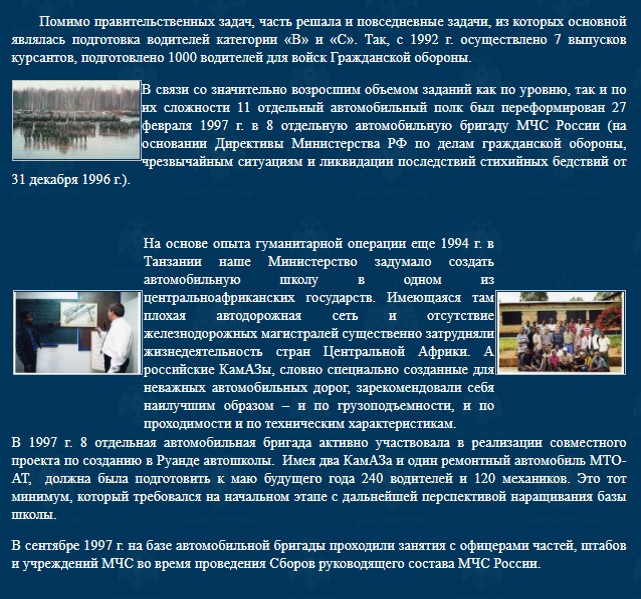 Помимо правительственных задач, часть решала и повседневные задачи, из которых основной
являлась подготовка водителей категории «В» и «С». Так, с 1992 г. осуществлено 7 выпусков
курсантов, подготовлено 1000 водителей для войск Гражданской обороны.
В связи со значительно возросшим объемом заданий как по уровню, так и по
их сложности 11 отдельный автомобильный полк был переформирован 27
февраля 1997 г. в 8 отдельную автомобильную бригаду МЧС России (на
основании Директивы Министерства РФ по делам гражданской обороны,
чрезвычайным ситуациям и ликвидации последствий стихийных бедствий от
31 декабря 1996 г.).
На основе опыта гуманитарной операции еще 1994 г. в
Танзании наше Министерство задумало создать
автомобильную школу в одном из
центральноафриканских государств. Имеющаяся там
плохая автодорожная сеть и отсутствие
железнодорожных магистралей существенно затрудняли
жизнедеятельность стран Центральной Африки. А
российские КамАЗы, словно специально созданные для
неважных автомобильных дорог, зарекомендовали себя
наилучшим образом – и по грузоподъемности, и по
проходимости и по техническим характеристикам.
В 1997 г. 8 отдельная автомобильная бригада активно участвовала в реализации совместного
проекта по созданию в Руанде автошколы. Имея два КамАЗа и один ремонтный автомобиль МТО-
АТ, должна была подготовить к маю будущего года 240 водителей и 120 механиков. Это тот
минимум, который требовался на начальном этапе с дальнейшей перспективой наращивания базы
школы.
В сентябре 1997 г. на базе автомобильной бригады проходили занятия с офицерами частей, штабов
и учреждений МЧС во время проведения Сборов руководящего состава МЧС России.